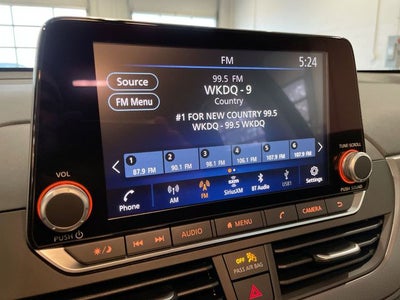 FM
5:24
Source
99.5 FM
WKDQ - 9
FM Menu
Country
#1 FOR NEW COUNTRY 99.5
WKDQ - 99.5 WKDQ
1 2 3 4 5 6
87.9 FM 90.1 FM 98.1 FM 106.1 FM 107.9 FM 107.9 FM
Phone AM FM SiriusXM BT Audio USB1 Settings
VOL
TUNE·SCROLL
PUSH
PUSH SOUND
AUDIO MENU CAMERA BACK
PASS AIR BAG